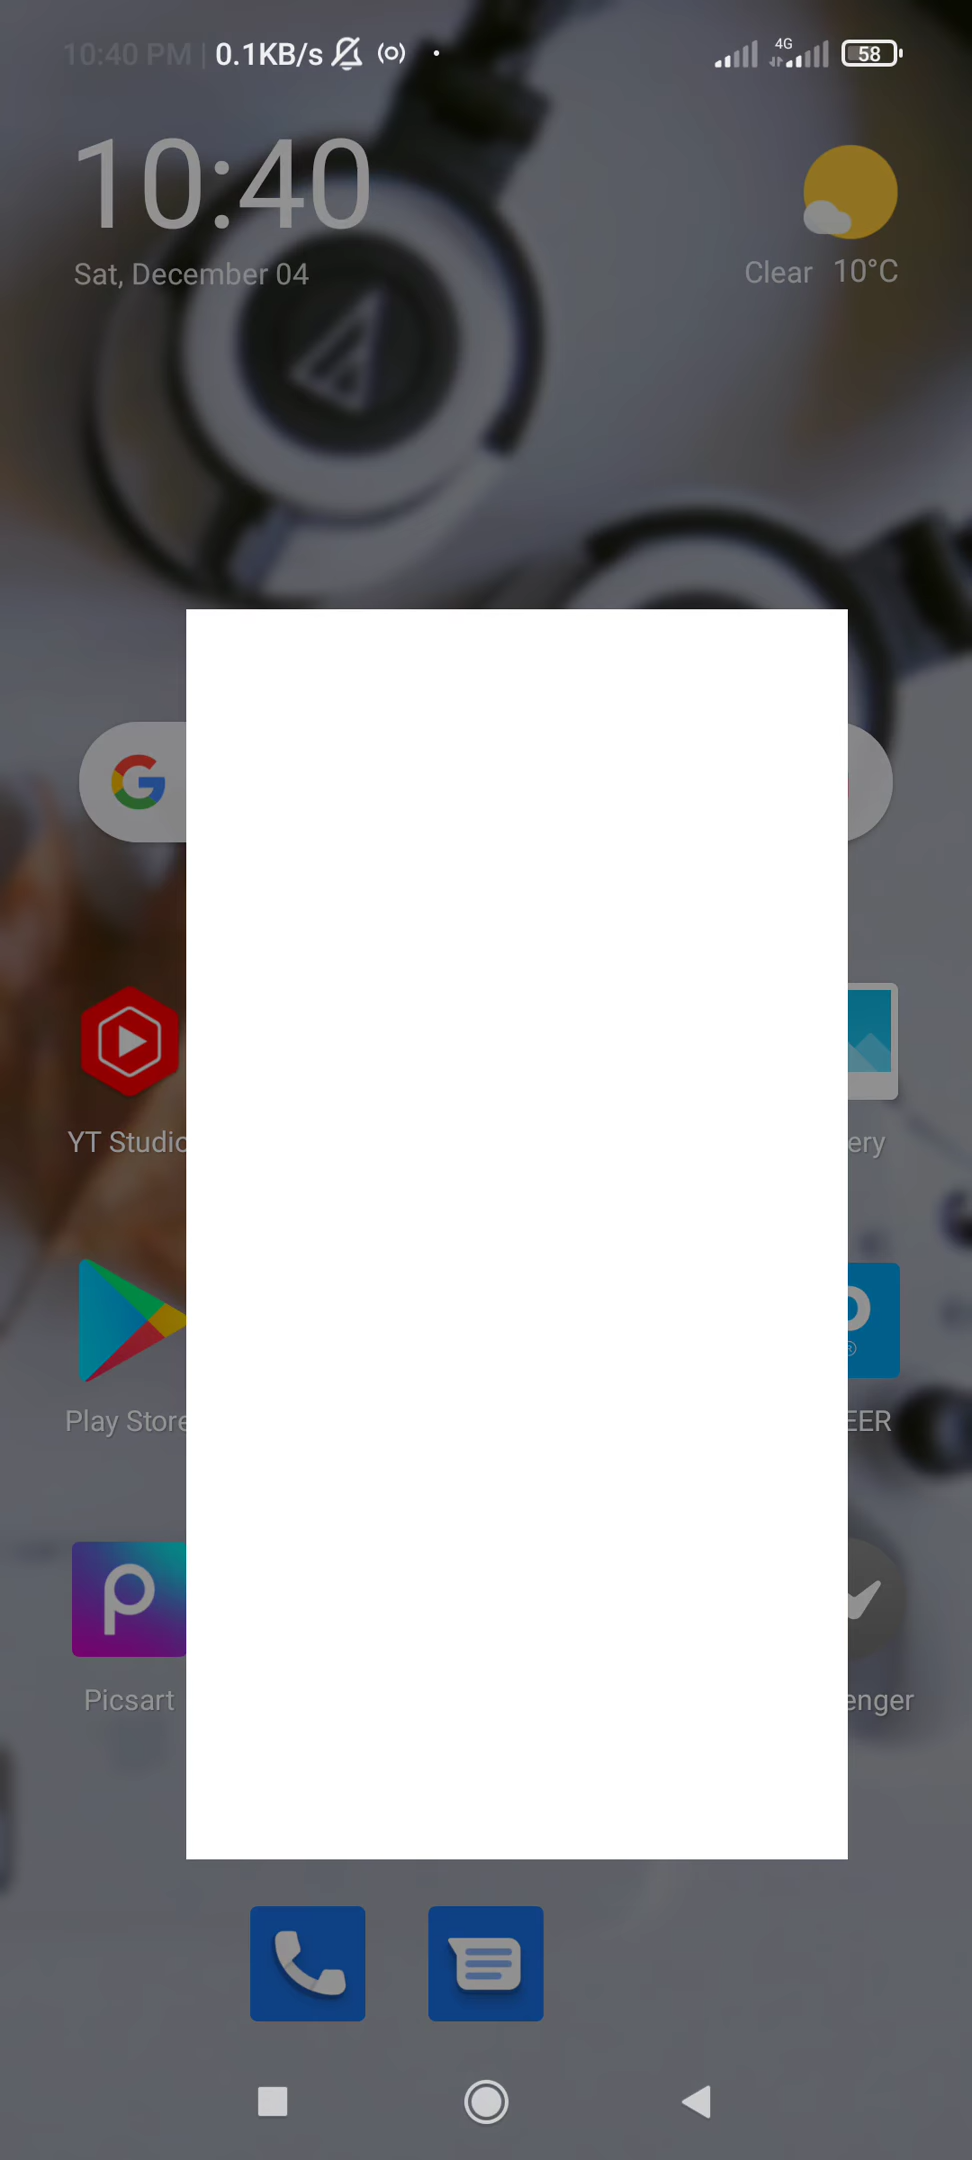 10:40 PM | 0.1KB/s
4G
58
10:40
Sat, December 04
Clear 10°C
YT Studio
ery
Play Store
EER
Picsart
enger